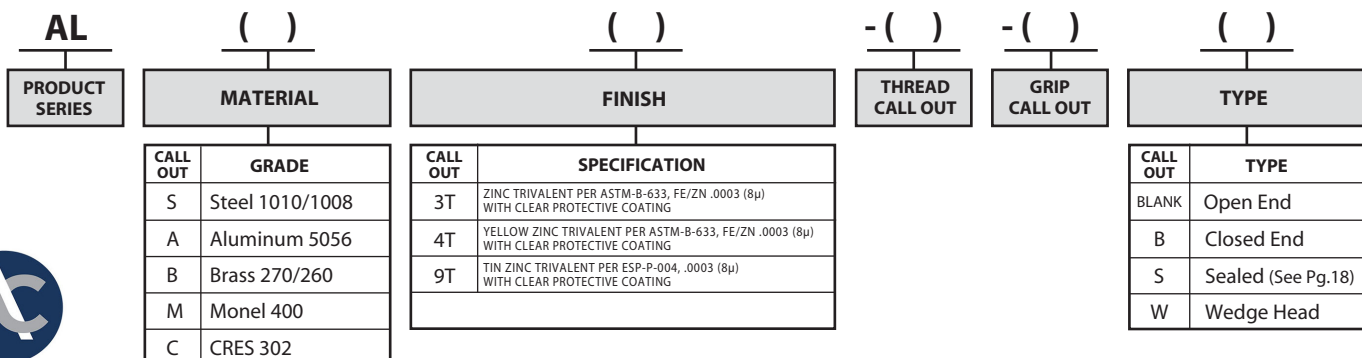 AL ( ) ( ) - ( ) - ( ) ( )
PRODUCT SERIES MATERIAL FINISH THREAD CALL OUT GRIP CALL OUT TYPE
CALL OUT GRADE
S Steel 1010/1008
A Aluminum 5056
B Brass 270/260
M Monel 400
C CRES 302
CALL OUT SPECIFICATION
3T ZINC TRIVALENT PER ASTM-B-633, FE/ZN .0003 (8µ)
WITH CLEAR PROTECTIVE COATING
4T YELLOW ZINC TRIVALENT PER ASTM-B-633, FE/ZN .0003 (8µ)
WITH CLEAR PROTECTIVE COATING
9T TIN ZINC TRIVALENT PER ESP-P-004, .0003 (8µ)
WITH CLEAR PROTECTIVE COATING
CALL OUT TYPE
BLANK Open End
B Closed End
S Sealed (See Pg.18)
W Wedge Head